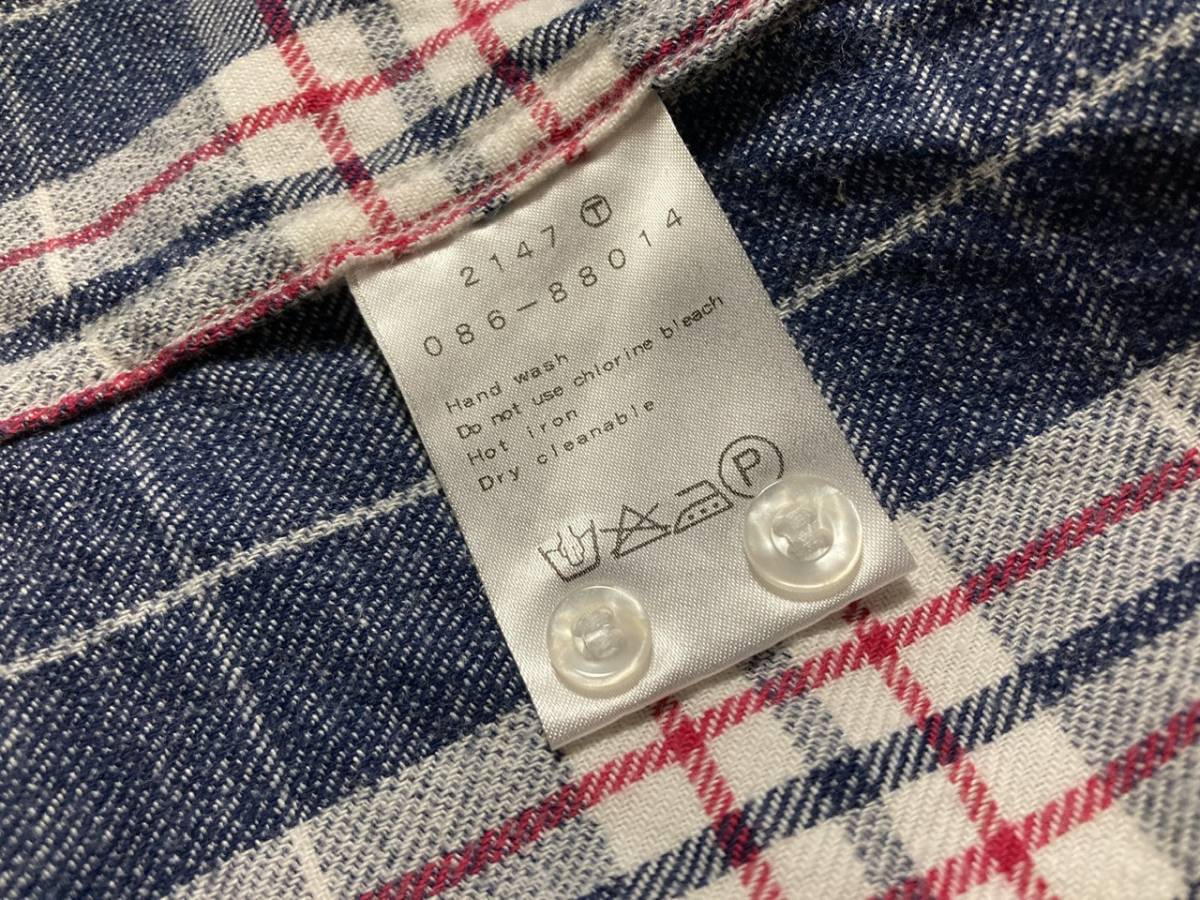 2147 Ⓣ
086-88014
Hand wash
Do not use chlorine bleach
Hot iron
Dry cleanable
P